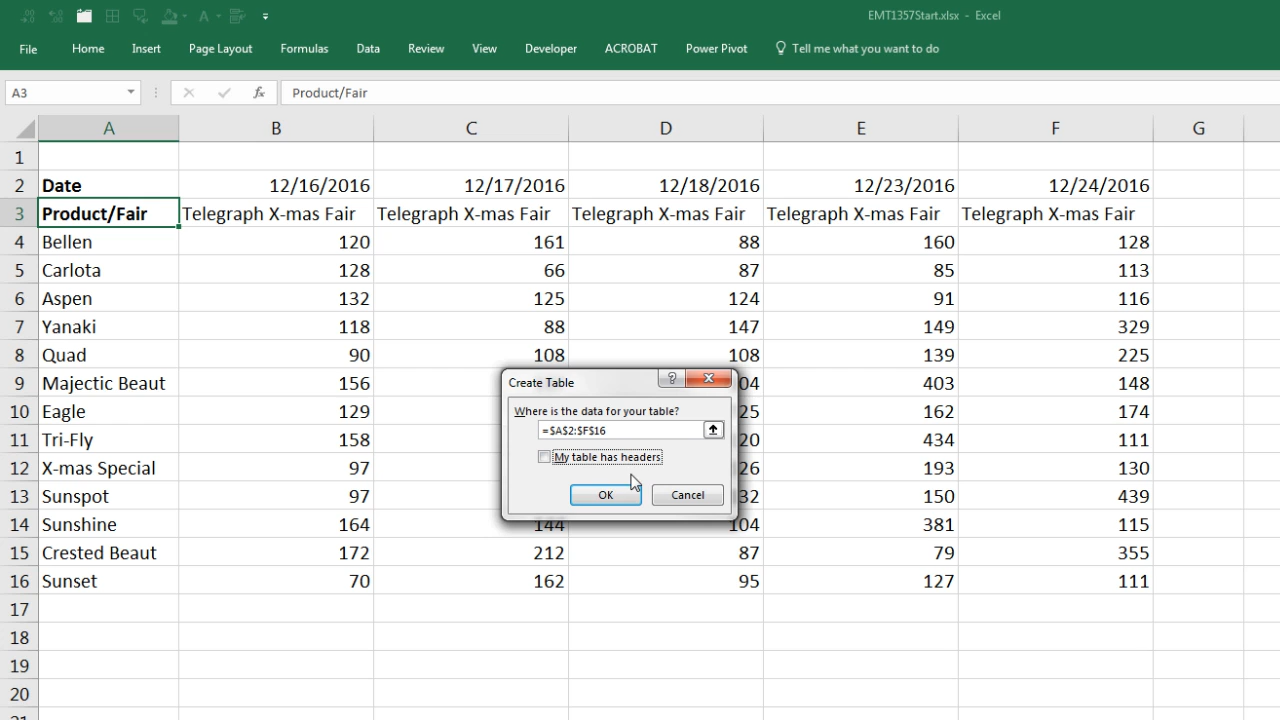 EMT1357Start.xlsx - Excel
File Home Insert Page Layout Formulas Data Review View Developer ACROBAT Power Pivot Tell me what you want to do
A3 fx Product/Fair
A B C D E F G
1
2 Date 12/16/2016 12/17/2016 12/18/2016 12/23/2016 12/24/2016
3 Product/Fair Telegraph X-mas Fair Telegraph X-mas Fair Telegraph X-mas Fair Telegraph X-mas Fair Telegraph X-mas Fair
4 Bellen 120 161 88 160 128
5 Carlota 128 66 87 85 113
6 Aspen 132 125 124 91 116
7 Yanaki 118 88 147 149 329
8 Quad 90 108 108 139 225
9 Majectic Beaut 156 04 403 148
Create Table ?
10 Eagle 129 25 162 174
Where is the data for your table?
=$A$2:$F$16
11 Tri-Fly 158 20 434 111
My table has headers
12 X-mas Special 97 26 193 130
13 Sunspot 97 32 150 439
OK Cancel
14 Sunshine 164 144 104 381 115
15 Crested Beaut 172 212 87 79 355
16 Sunset 70 162 95 127 111
17
18
19
20